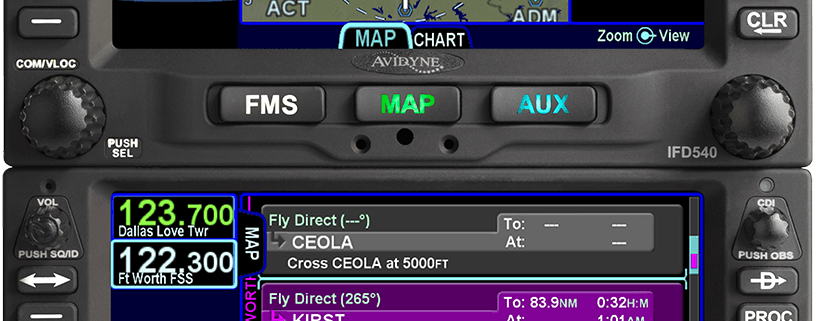 ACT
ADM
MAP
CHART
Zoom View
CLR
COM/VLOC
AVIDYNE
FMS
MAP
AUX
PUSH
SEL
IFD540
VOL
PUSH SQ/ID
123.700
Dallas Love Twr
122.300
Ft Worth FSS
MAP
Fly Direct (---°)
To: --- ---
CEOLA
At: ---
Cross CEOLA at 5000FT
Fly Direct (265°)
To: 83.9NM 0:32H:M
KIRST
At: 1:01AM
CDI
PUSH OBS
D
PROC